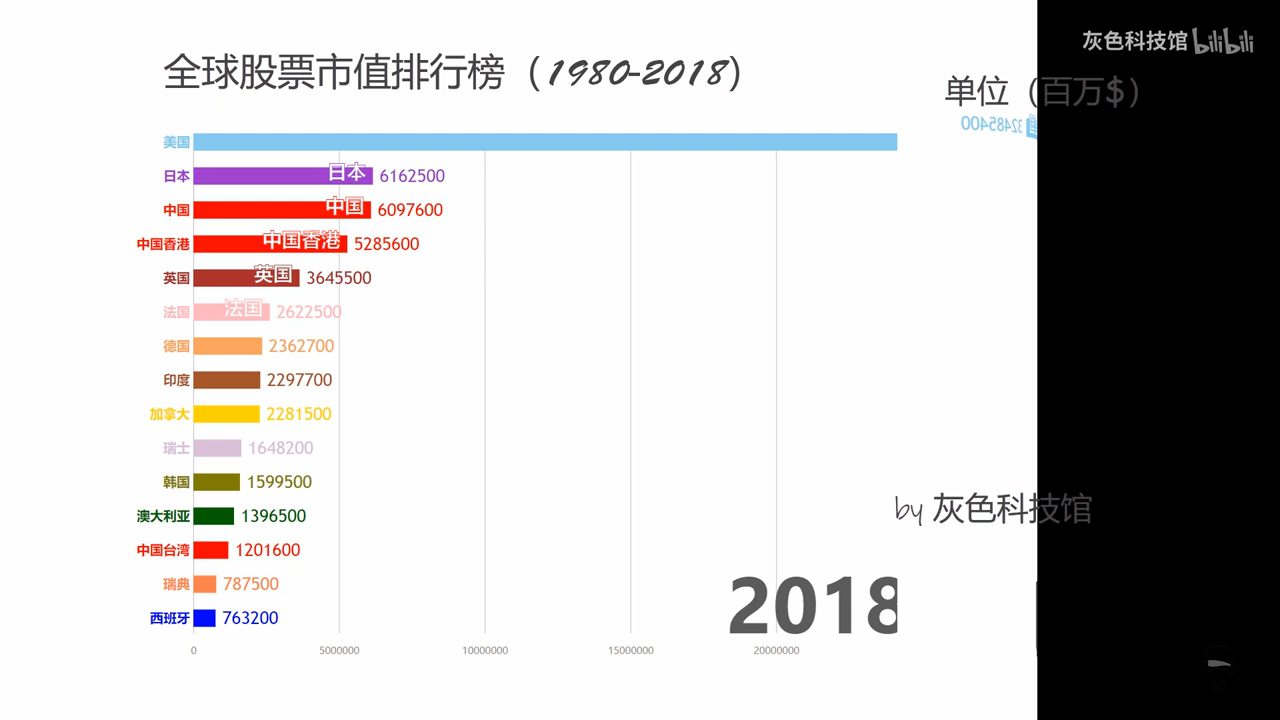 灰色科技馆 bilibili
全球股票市值排行榜（1980-2018）
单位（百万$）
32485400
美国
日本 日本 6162500
中国 中国 6097600
中国香港 中国香港 5285600
英国 英国 3645500
法国 法国 2622500
德国 2362700
印度 2297700
加拿大 2281500
瑞士 1648200
韩国 1599500
澳大利亚 1396500
by 灰色科技馆
中国台湾 1201600
瑞典 787500
西班牙 763200
2018
0 5000000 10000000 15000000 20000000